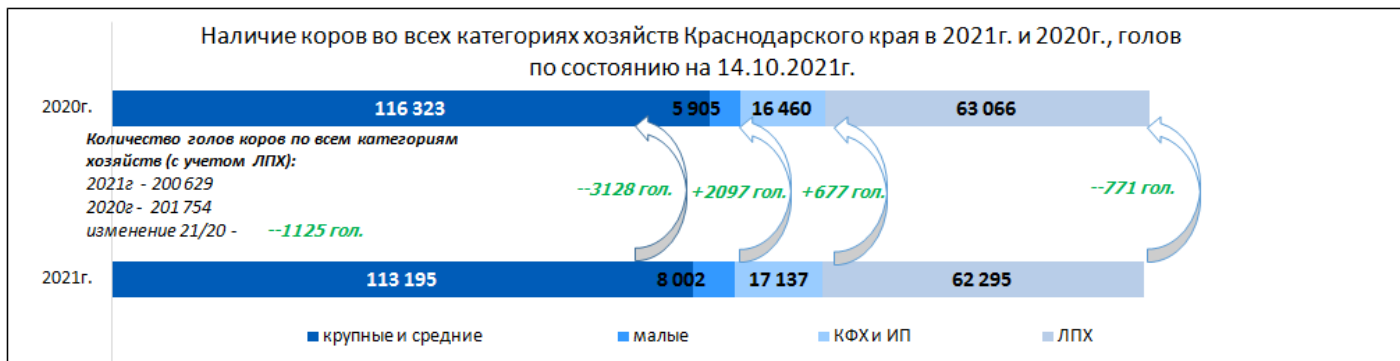 Наличие коров во всех категориях хозяйств Краснодарского края в 2021г. и 2020г., голов
по состоянию на 14.10.2021г.
2020г.
116 323
5 905
16 460
63 066
Количество голов коров по всем категориям
хозяйств (с учетом ЛПХ):
2021г - 200 629
2020г - 201 754
изменение 21/20 - --1125 гол.
--3128 гол.
+2097 гол.
+677 гол.
--771 гол.
2021г.
113 195
8 002
17 137
62 295
крупные и средние
малые
КФХ и ИП
ЛПХ